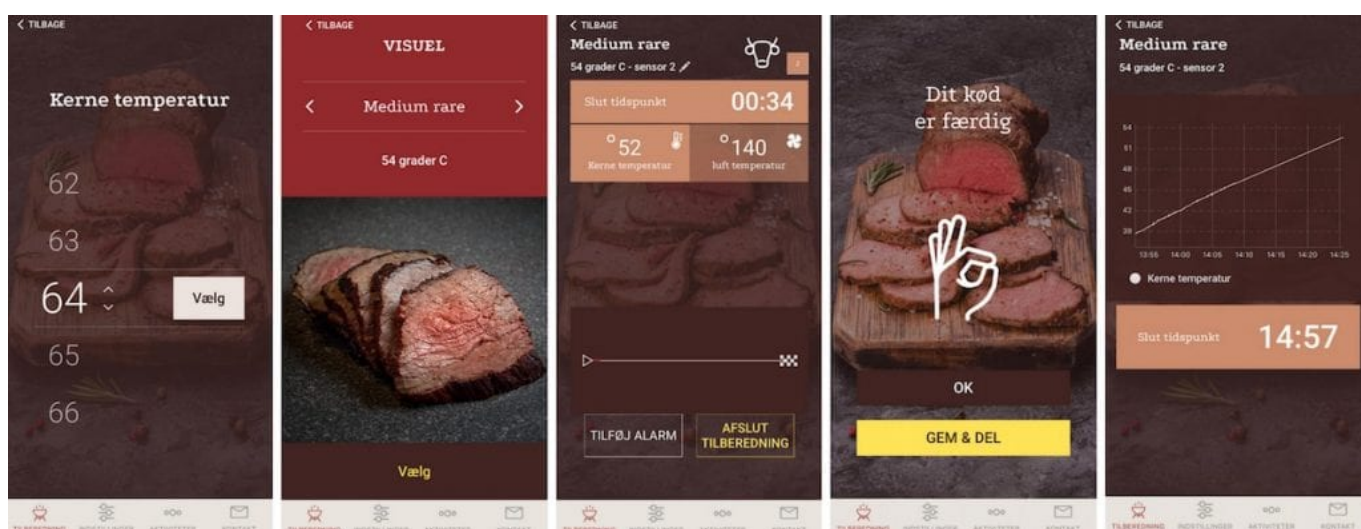 < TILBAGE
Kerne temperatur
62
63
64
Vælg
65
66
TILBEREDNING INDSTILLINGER AKTIVITETER KONTAKT
< TILBAGE
VISUEL
< Medium rare >
54 grader C
Vælg
< TILBAGE
Medium rare
54 grader C - sensor 2
Slut tidspunkt 00:34
°52 °140
Kerne temperatur luft temperatur
TILFØJ ALARM
AFSLUT
TILBEREDNING
Dit kød
er færdig
OK
GEM & DEL
< TILBAGE
Medium rare
54 grader C - sensor 2
54
51
48
45
42
39
13:55 14:00 14:05 14:10 14:15 14:20 14:25
Kerne temperatur
Slut tidspunkt 14:57
TILBEREDNING INDSTILLINGER AKTIVITETER KONTAKT